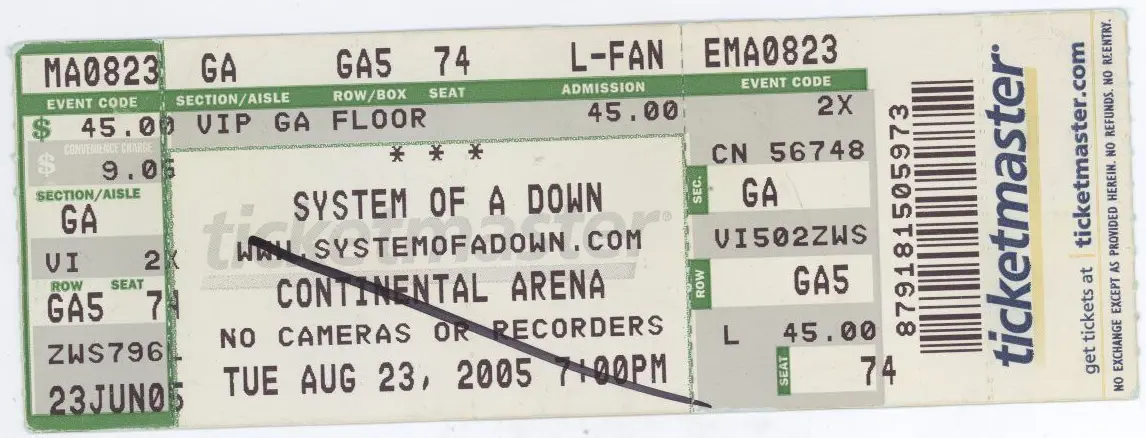 MA0823
EVENT CODE
$ 45.00
CONVENIENCE CHARGE
$ 9.05
SECTION/AISLE
GA
VI 2X
ROW SEAT
GA5 74
ZWS796
23JUN05
GA GA5 74 L-FAN
SECTION/AISLE ROW/BOX SEAT ADMISSION
VIP GA FLOOR 45.00
* * *
ticketmaster
SYSTEM OF A DOWN
WWW.SYSTEMOFADOWN.COM
CONTINENTAL ARENA
NO CAMERAS OR RECORDERS
TUE AUG 23, 2005 7:00PM
EMA0823
EVENT CODE
2X
CN 56748
SEC. GA
VI502ZWS
ROW GA5
L 45.00
SEAT 74
879181505973
ticketmaster
get tickets at ticketmaster.com
NO EXCHANGE EXCEPT AS PROVIDED HEREIN. NO REFUNDS. NO REENTRY.